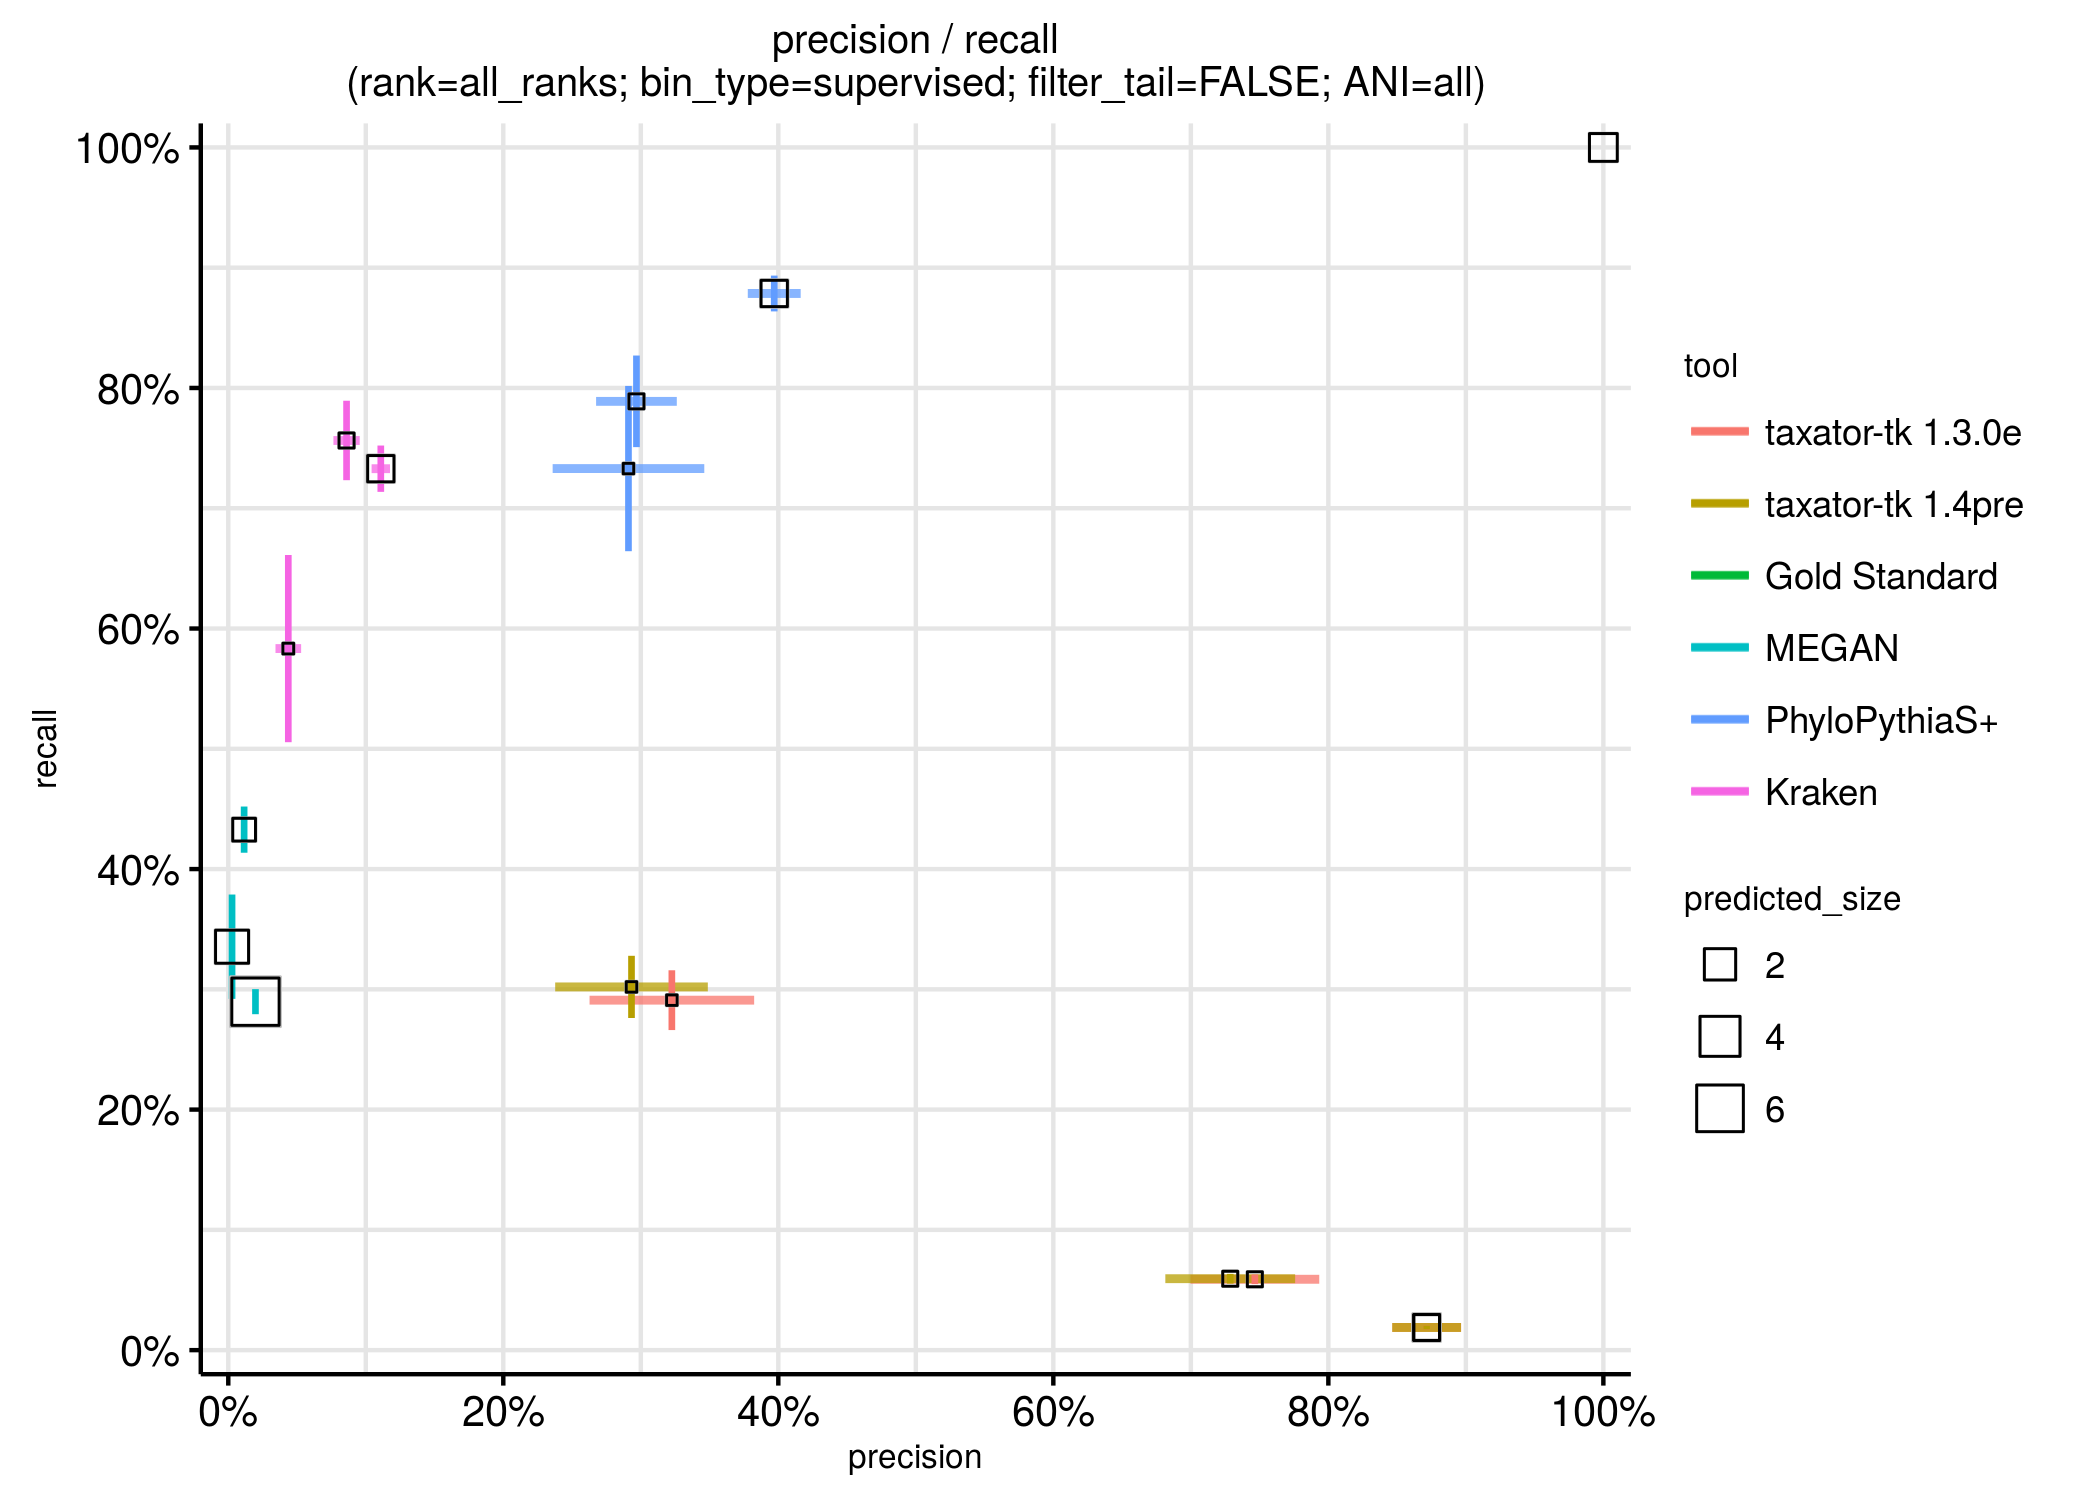 precision / recall
(rank=all_ranks; bin_type=supervised; filter_tail=FALSE; ANI=all)
100%
80%
60%
40%
20%
0%
recall
0%
20%
40%
60%
80%
100%
precision
tool
taxator-tk 1.3.0e
taxator-tk 1.4pre
Gold Standard
MEGAN
PhyloPythiaS+
Kraken
predicted_size
2
4
6